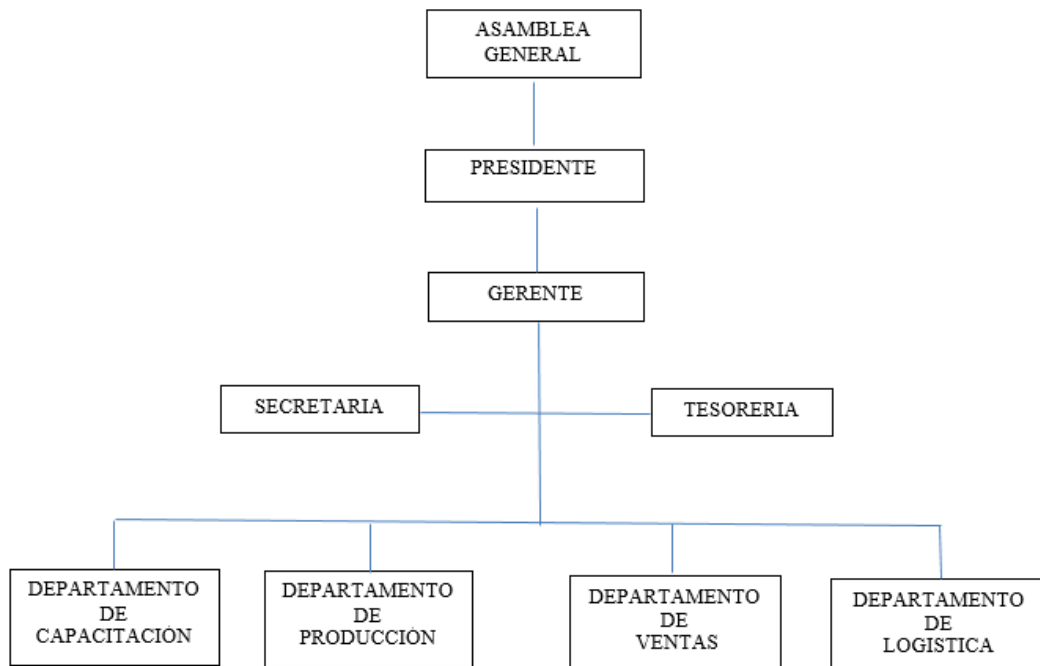 ASAMBLEA
GENERAL
PRESIDENTE
GERENTE
SECRETARIA
TESORERIA
DEPARTAMENTO
DE
CAPACITACIÓN
DEPARTAMENTO
DE
PRODUCCIÓN
DEPARTAMENTO
DE
VENTAS
DEPARTAMENTO
DE
LOGISTICA